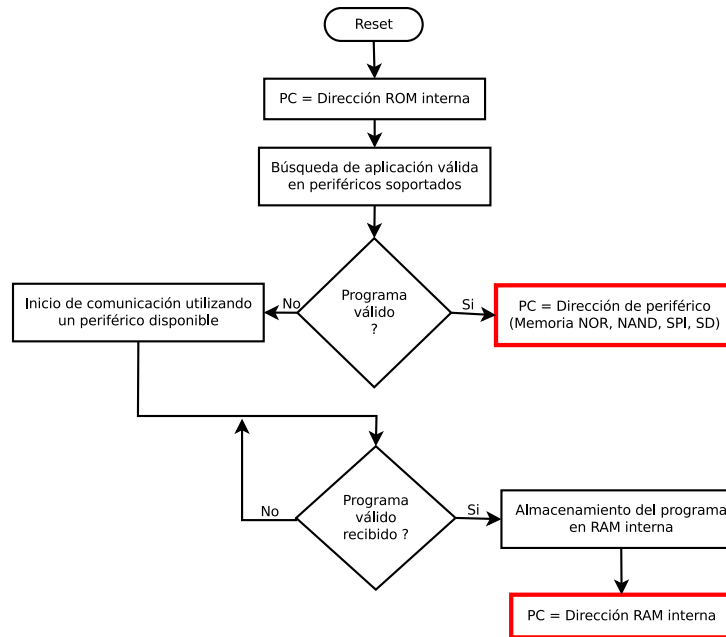 Reset
PC = Dirección ROM interna
Búsqueda de aplicación válida
en periféricos soportados
Programa
válido
?
No
Si
Inicio de comunicación utilizando
un periférico disponible
PC = Dirección de periférico
(Memoria NOR, NAND, SPI, SD)
Programa
válido
recibido ?
No
Si
Almacenamiento del programa
en RAM interna
PC = Dirección RAM interna